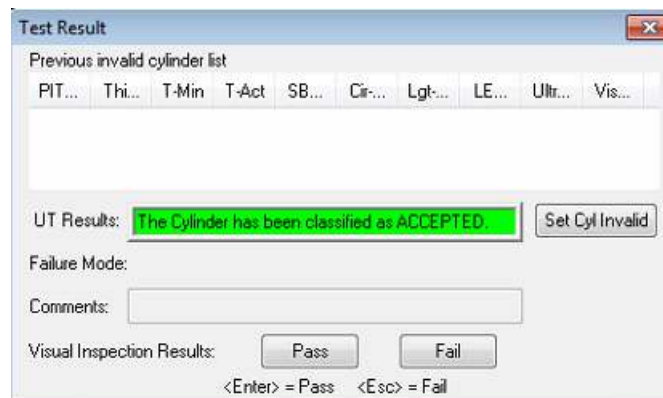 Test Result
Previous invalid cylinder list
PIT... Thi... T-Min T-Act SB... Cir-... Lgt-... LE... Ultr... Vis...
UT Results: The Cylinder has been classified as ACCEPTED. Set Cyl Invalid
Failure Mode:
Comments:
Visual Inspection Results: Pass Fail
<Enter> = Pass <Esc> = Fail